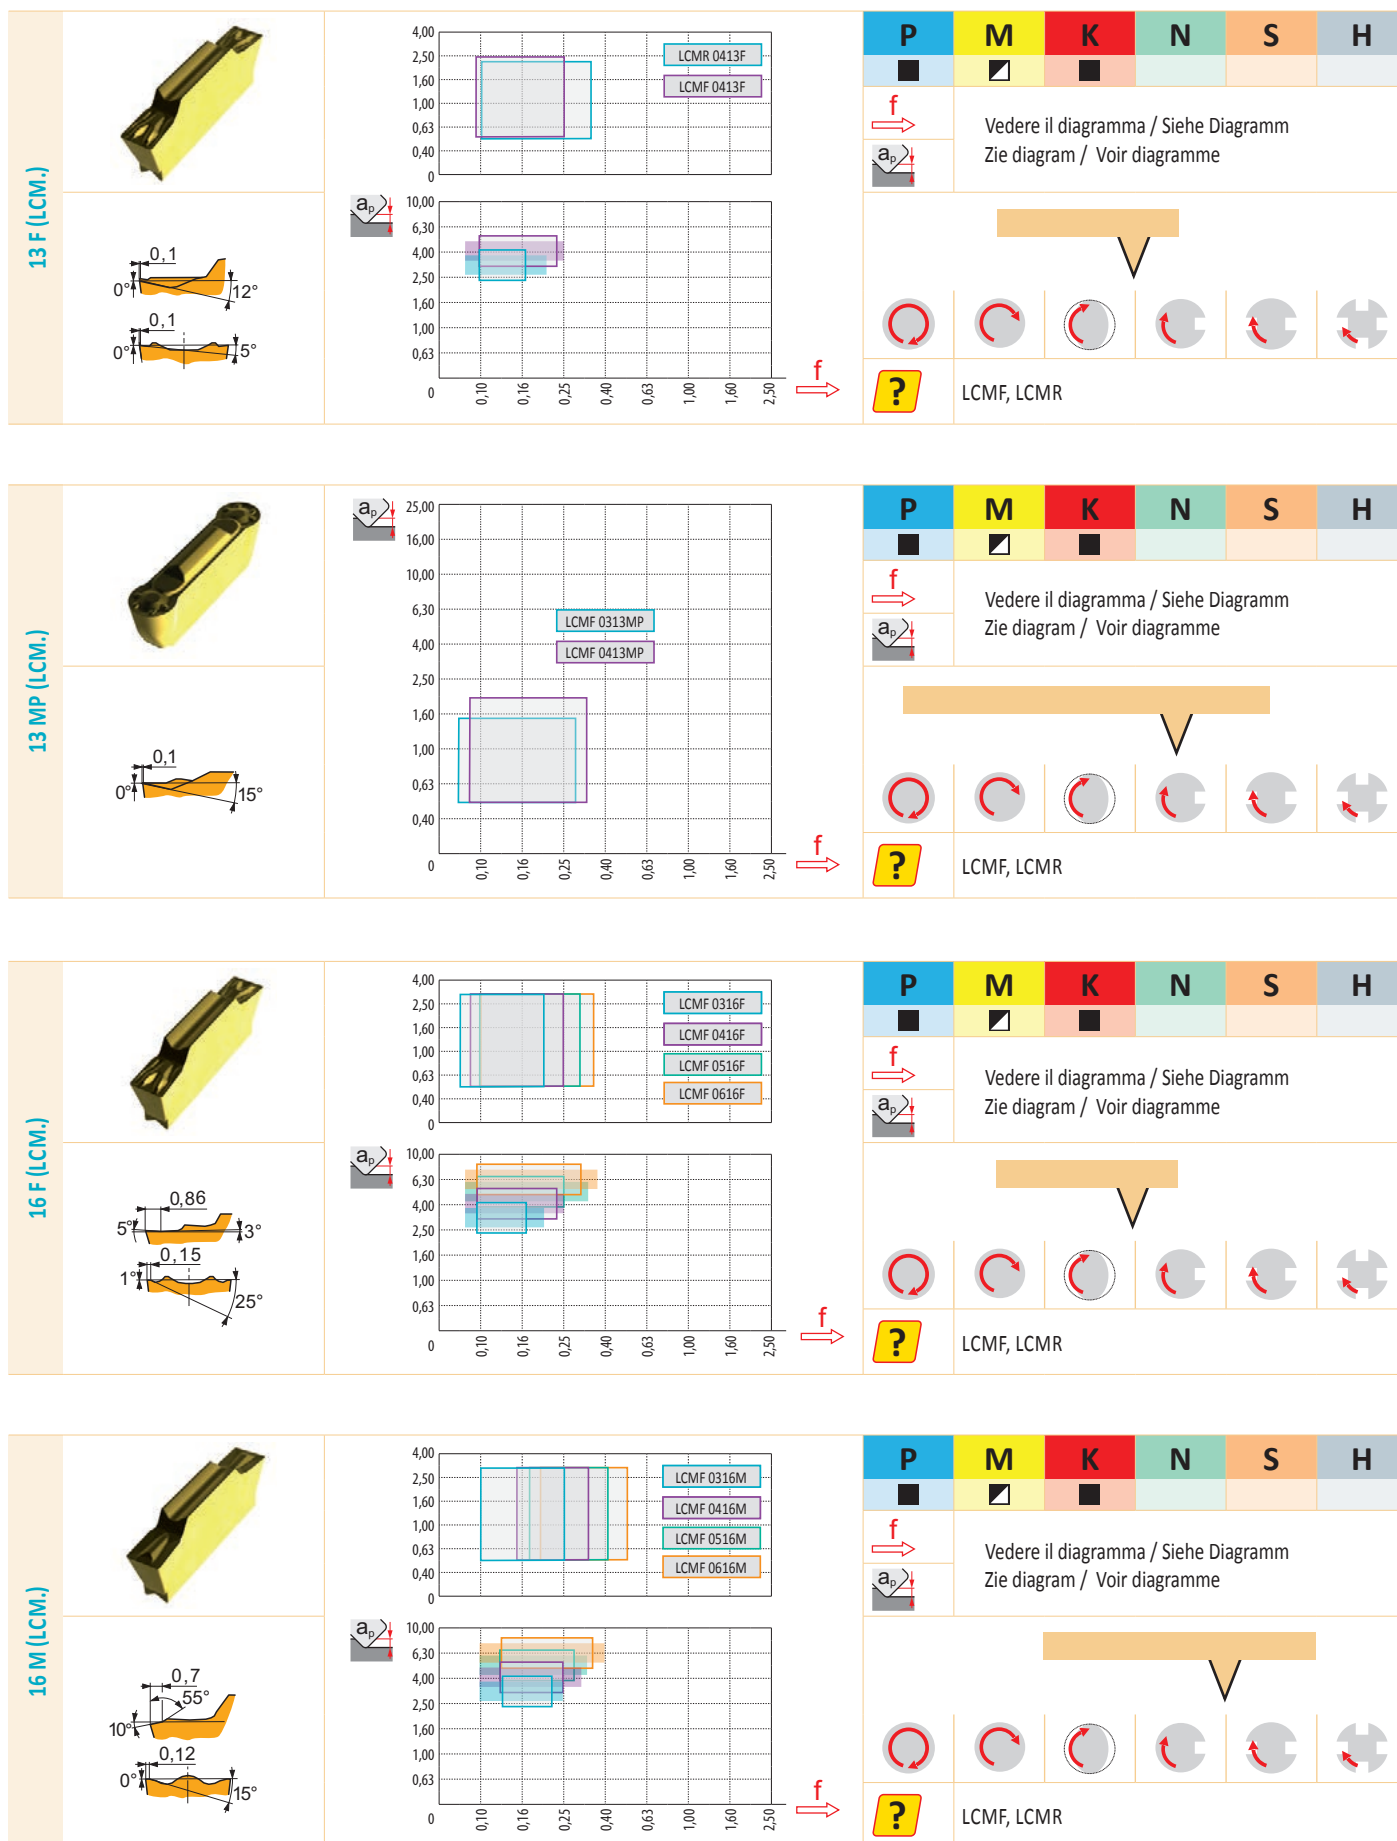 13 F (LCM.)
0,1
0°
12°
0,1
0°
5°
4,00
2,50
1,60
1,00
0,63
0,40
0
LCMR 0413F
LCMF 0413F
ap
10,00
6,30
4,00
2,50
1,60
1,00
0,63
0
0,10
0,16
0,25
0,40
0,63
1,00
1,60
2,50
f
P M K N S H
f
ap
Vedere il diagramma / Siehe Diagramm
Zie diagram / Voir diagramme
?
LCMF, LCMR
13 MP (LCM.)
0,1
0°
15°
ap
25,00
16,00
10,00
6,30
4,00
2,50
1,60
1,00
0,63
0,40
0
LCMF 0313MP
LCMF 0413MP
0,10
0,16
0,25
0,40
0,63
1,00
1,60
2,50
f
P M K N S H
f
ap
Vedere il diagramma / Siehe Diagramm
Zie diagram / Voir diagramme
?
LCMF, LCMR
16 F (LCM.)
0,86
5°
3°
0,15
1°
25°
4,00
2,50
1,60
1,00
0,63
0,40
0
LCMF 0316F
LCMF 0416F
LCMF 0516F
LCMF 0616F
ap
10,00
6,30
4,00
2,50
1,60
1,00
0,63
0
0,10
0,16
0,25
0,40
0,63
1,00
1,60
2,50
f
P M K N S H
f
ap
Vedere il diagramma / Siehe Diagramm
Zie diagram / Voir diagramme
?
LCMF, LCMR
16 M (LCM.)
0,7
55°
10°
0,12
0°
15°
4,00
2,50
1,60
1,00
0,63
0,40
0
LCMF 0316M
LCMF 0416M
LCMF 0516M
LCMF 0616M
ap
10,00
6,30
4,00
2,50
1,60
1,00
0,63
0
0,10
0,16
0,25
0,40
0,63
1,00
1,60
2,50
f
P M K N S H
f
ap
Vedere il diagramma / Siehe Diagramm
Zie diagram / Voir diagramme
?
LCMF, LCMR